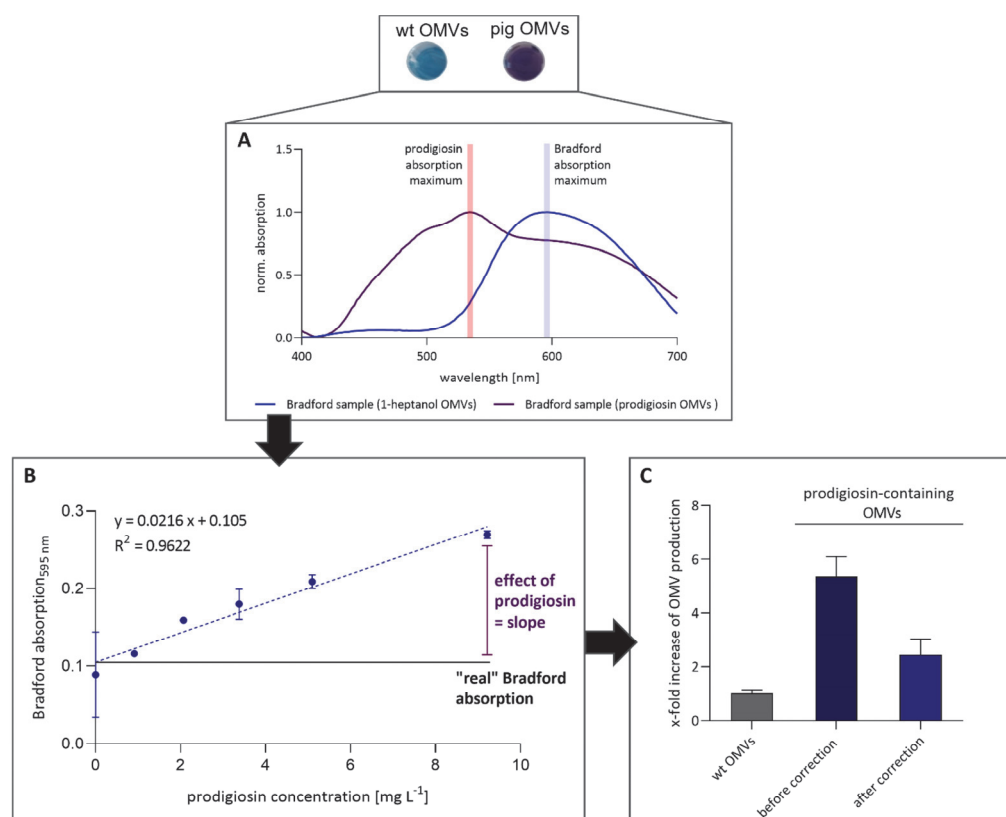 wt OMVs
pig OMVs
A
prodigiosin
absorption
maximum
Bradford
absorption
maximum
1.5
1.0
0.5
0.0
norm. absorption
400
500
600
700
wavelength [nm]
Bradford sample (1-heptanol OMVs)
Bradford sample (prodigiosin OMVs )
B
y = 0.0216 x + 0.105
R² = 0.9622
0.3
0.2
0.1
0.0
Bradford absorption₅₉₅ ₙₘ
effect of
prodigiosin
= slope
"real" Bradford
absorption
0
2
4
6
8
10
prodigiosin concentration [mg L⁻¹]
C
prodigiosin-containing
OMVs
10
8
6
4
2
0
x-fold increase of OMV production
wt OMVs
before correction
after correction